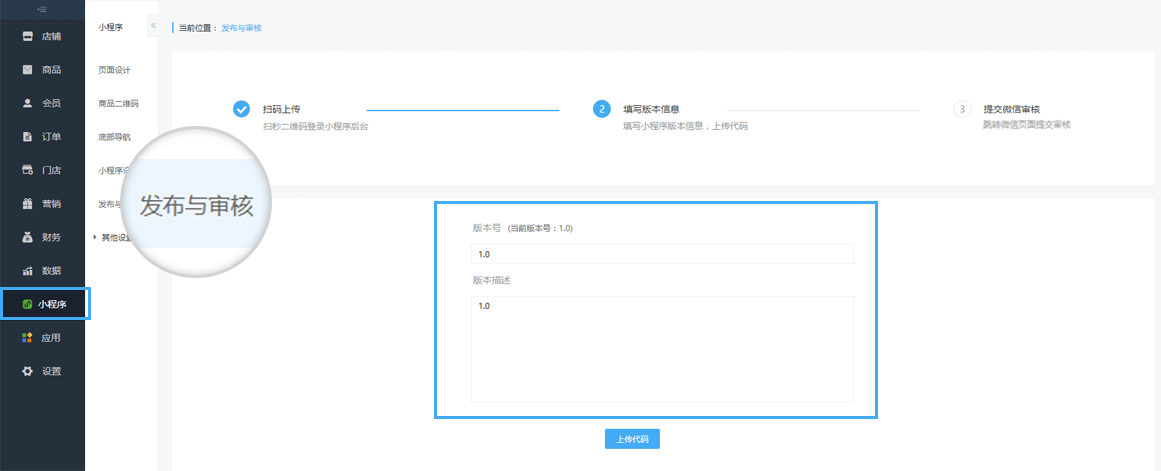 店铺
商品
会员
订单
门店
营销
财务
数据
小程序
应用
设置
小程序
页面设计
商品二维码
底部导航
小程序设
发布与
其他设置
发布与审核
当前位置： 发布与审核
扫码上传
扫秒二维码登录小程序后台
2
填写版本信息
填写小程序版本信息，上传代码
3
提交微信审核
跳转微信页面提交审核
版本号 (当前版本号：1.0)
1.0
版本描述
1.0
上传代码